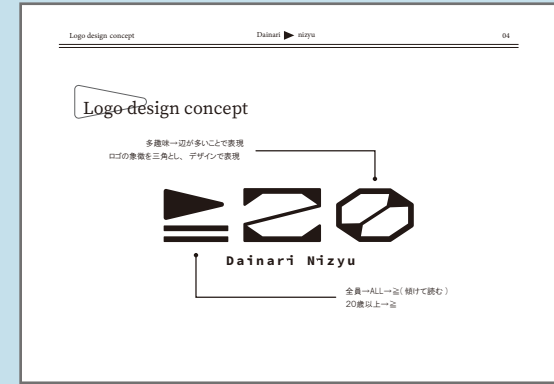 Logo design concept
Dainari ▶ nizyu
04
Logo design concept
多趣味→辺が多いことで表現
ロゴの象徴を三角とし、デザインで表現
≧20
Dainari Nizyu
全員→ALL→≧(傾けて読む)
20歳以上→≧